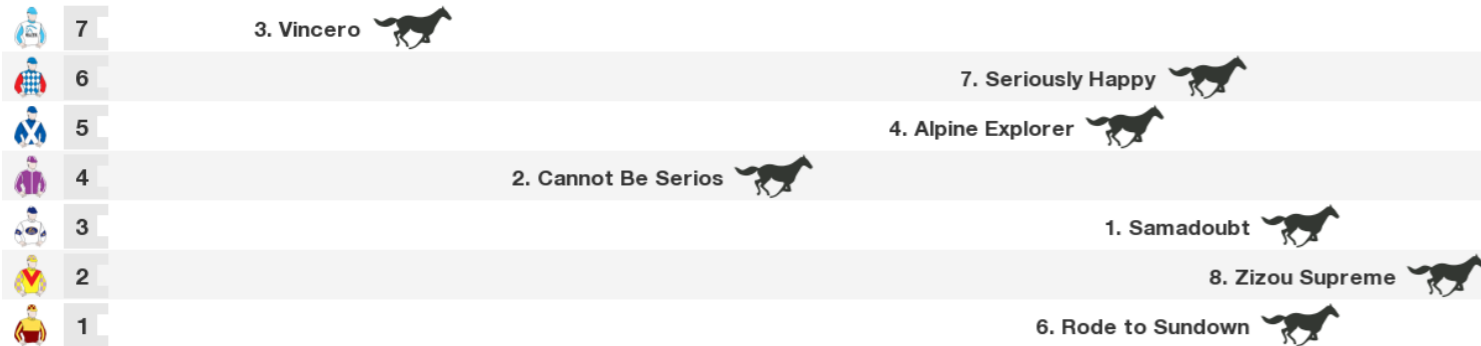 7 3. Vincero
6 7. Seriously Happy
5 4. Alpine Explorer
4 2. Cannot Be Serios
3 1. Samadoubt
2 8. Zizou Supreme
1 6. Rode to Sundown